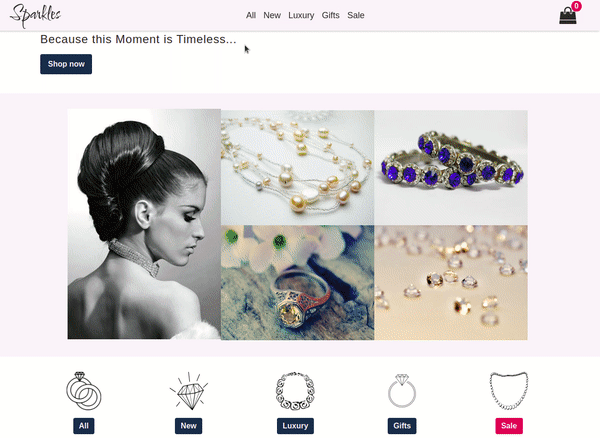 Sparkles
All New Luxury Gifts Sale
0
Because this Moment is Timeless...
Shop now
All
New
Luxury
Gifts
Sale